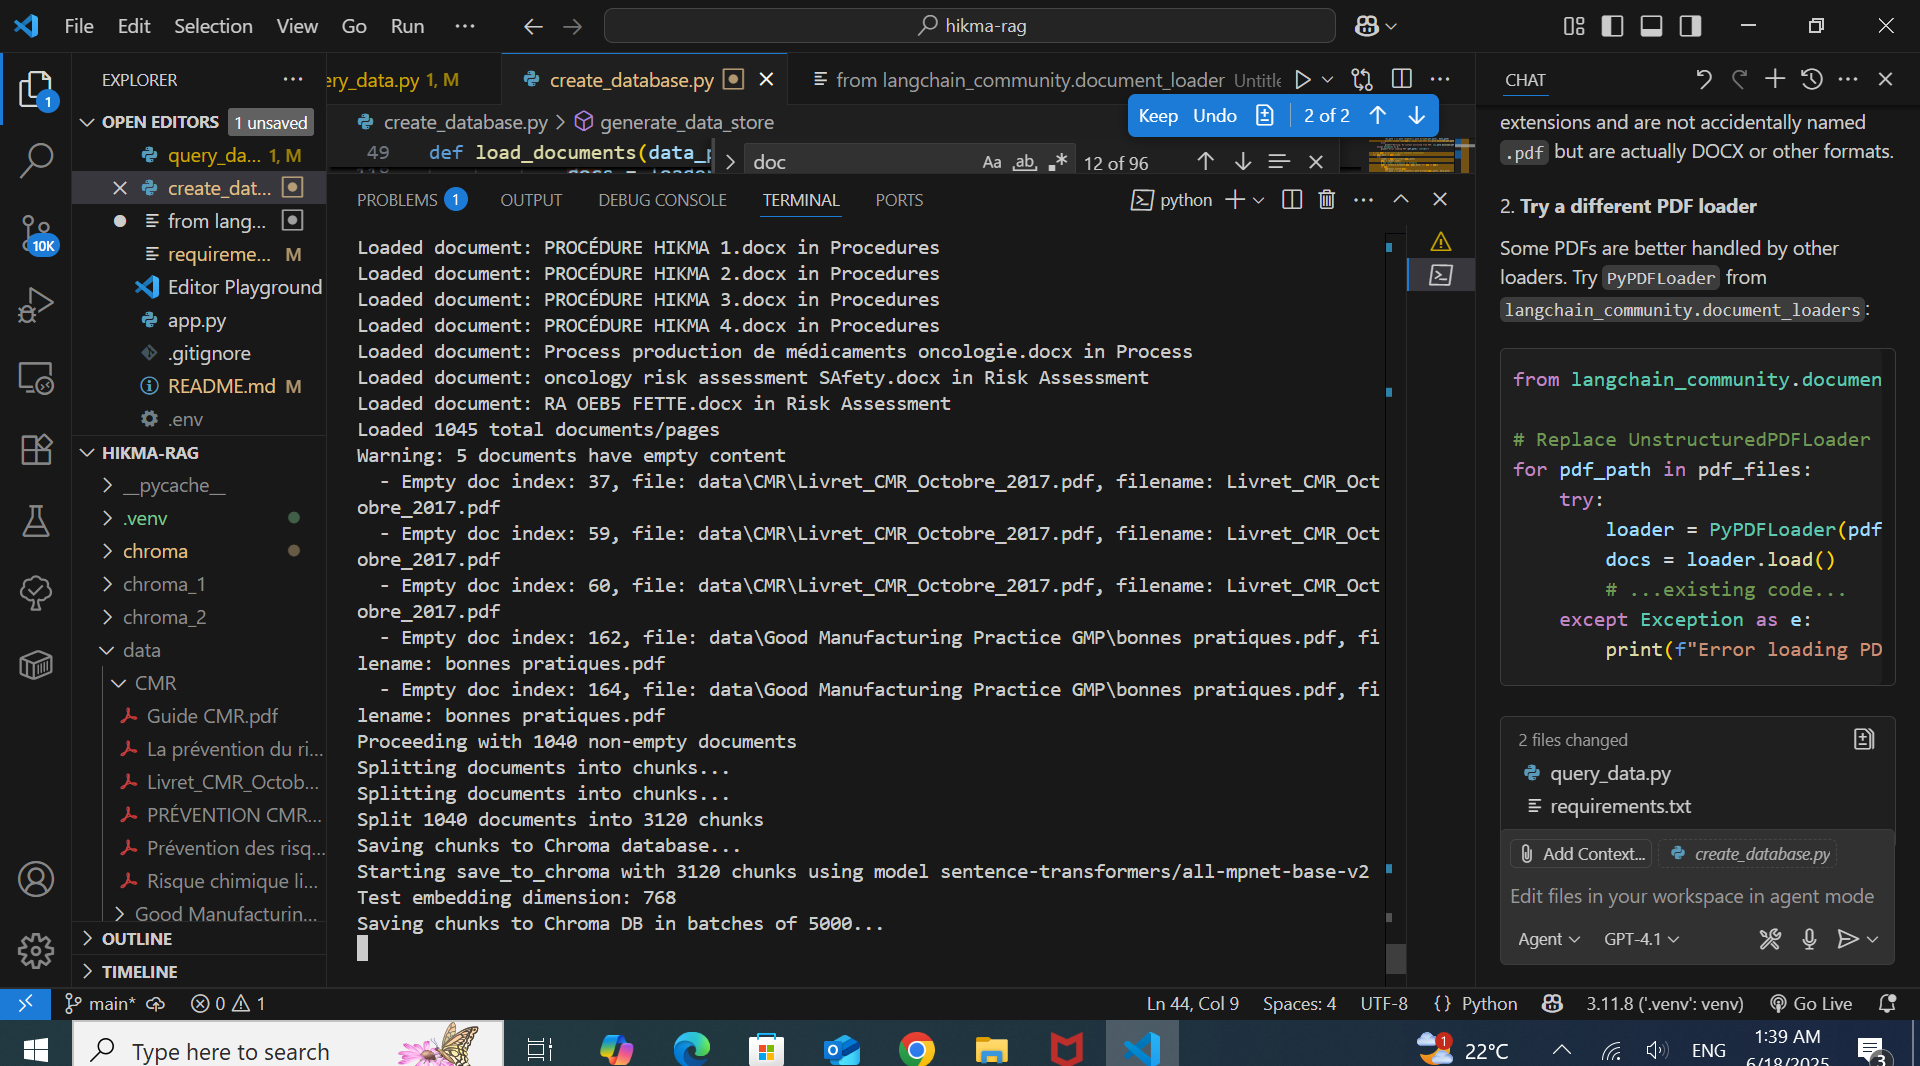 File Edit Selection View Go Run ··· hikma-rag
EXPLORER ···
OPEN EDITORS 1 unsaved
query_da... 1, M
create_dat...
from lang...
requireme... M
Editor Playground
app.py
.gitignore
README.md M
.env
HIKMA-RAG
__pycache__
.venv
chroma
chroma_1
chroma_2
data
CMR
Guide CMR.pdf
La prévention du ri...
Livret_CMR_Octob...
PRÉVENTION CMR...
Prévention des risq...
Risque chimique li...
Good Manufacturin...
OUTLINE
TIMELINE
1
10K
ery_data.py 1, M create_database.py from langchain_community.document_loader Untitle
create_database.py > generate_data_store
Keep Undo 2 of 2
49 def load_documents(data_p
doc Aa ab 12 of 96
PROBLEMS 1 OUTPUT DEBUG CONSOLE TERMINAL PORTS python
Loaded document: PROCÉDURE HIKMA 1.docx in Procedures
Loaded document: PROCÉDURE HIKMA 2.docx in Procedures
Loaded document: PROCÉDURE HIKMA 3.docx in Procedures
Loaded document: PROCÉDURE HIKMA 4.docx in Procedures
Loaded document: Process production de médicaments oncologie.docx in Process
Loaded document: oncology risk assessment SAfety.docx in Risk Assessment
Loaded document: RA OEB5 FETTE.docx in Risk Assessment
Loaded 1045 total documents/pages
Warning: 5 documents have empty content
- Empty doc index: 37, file: data\CMR\Livret_CMR_Octobre_2017.pdf, filename: Livret_CMR_Oct
obre_2017.pdf
- Empty doc index: 59, file: data\CMR\Livret_CMR_Octobre_2017.pdf, filename: Livret_CMR_Oct
obre_2017.pdf
- Empty doc index: 60, file: data\CMR\Livret_CMR_Octobre_2017.pdf, filename: Livret_CMR_Oct
obre_2017.pdf
- Empty doc index: 162, file: data\Good Manufacturing Practice GMP\bonnes pratiques.pdf, fi
lename: bonnes pratiques.pdf
- Empty doc index: 164, file: data\Good Manufacturing Practice GMP\bonnes pratiques.pdf, fi
lename: bonnes pratiques.pdf
Proceeding with 1040 non-empty documents
Splitting documents into chunks...
Splitting documents into chunks...
Split 1040 documents into 3120 chunks
Saving chunks to Chroma database...
Starting save_to_chroma with 3120 chunks using model sentence-transformers/all-mpnet-base-v2
Test embedding dimension: 768
Saving chunks to Chroma DB in batches of 5000...
CHAT
extensions and are not accidentally named
.pdf but are actually DOCX or other formats.
2. Try a different PDF loader
Some PDFs are better handled by other
loaders. Try PyPDFLoader from
langchain_community.document_loaders:
from langchain_community.documen
# Replace UnstructuredPDFLoader
for pdf_path in pdf_files:
try:
loader = PyPDFLoader(pdf
docs = loader.load()
# ...existing code...
except Exception as e:
print(f"Error loading PD
2 files changed
query_data.py
requirements.txt
Add Context... create_database.py
Edit files in your workspace in agent mode
Agent GPT-4.1
main* 0 1 Ln 44, Col 9 Spaces: 4 UTF-8 {} Python 3.11.8 ('.venv': venv) Go Live
Type here to search 1 22°C ENG 1:39 AM
6/18/2025 3